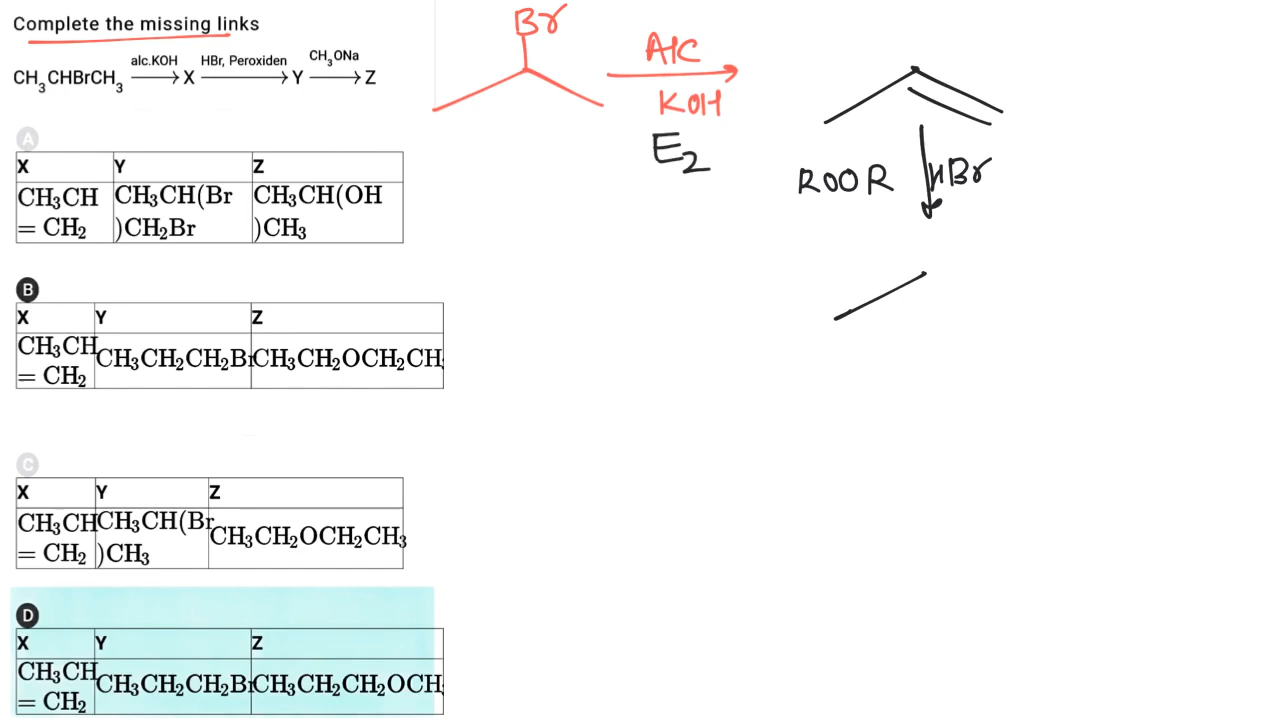 Complete the missing links
CH₃CHBrCH₃ —alc.KOH→ X —HBr, Peroxiden→ Y —CH₃ONa→ Z
A
X Y Z
CH₃CH CH₃CH(Br CH₃CH(OH
= CH₂ )CH₂Br )CH₃
B
X Y Z
CH₃CH
= CH₂ CH₃CH₂CH₂Br CH₃CH₂OCH₂CH
C
X Y Z
CH₃CH CH₃CH(Br
= CH₂ )CH₃ CH₃CH₂OCH₂CH₃
D
X Y Z
CH₃CH
= CH₂ CH₃CH₂CH₂Br CH₃CH₂CH₂OCH
Br
Alc
KOH
E₂
ROOR HBr